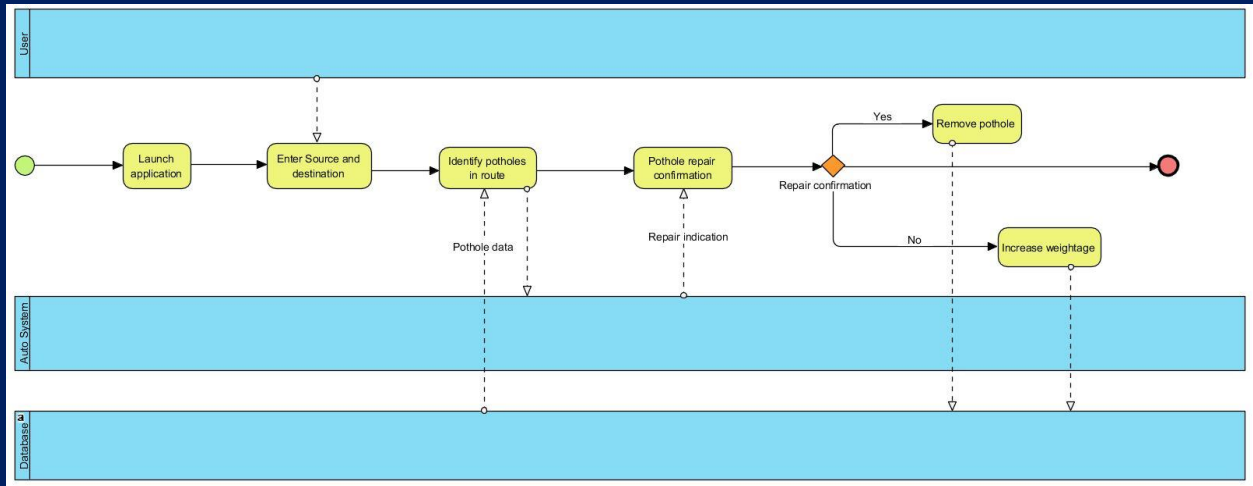 User
Launch
application
Enter Source and
destination
Identify potholes
in route
Pothole repair
confirmation
Repair confirmation
Yes
Remove pothole
No
Increase weightage
Pothole data
Repair indication
Auto System
a
Database